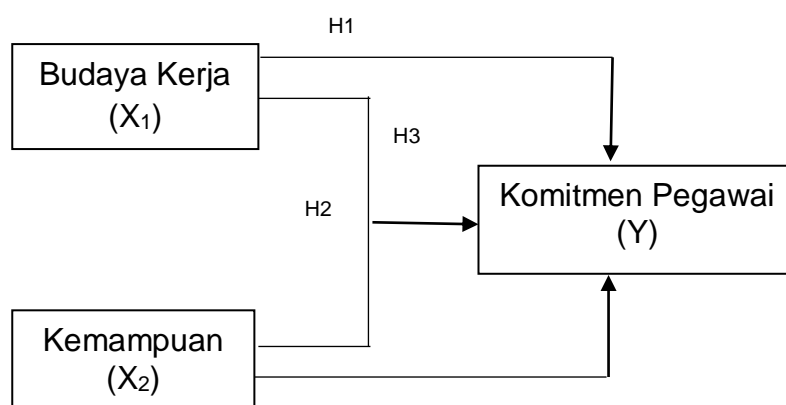 H1
Budaya Kerja
(X₁)
H3
Komitmen Pegawai
(Y)
H2
Kemampuan
(X₂)